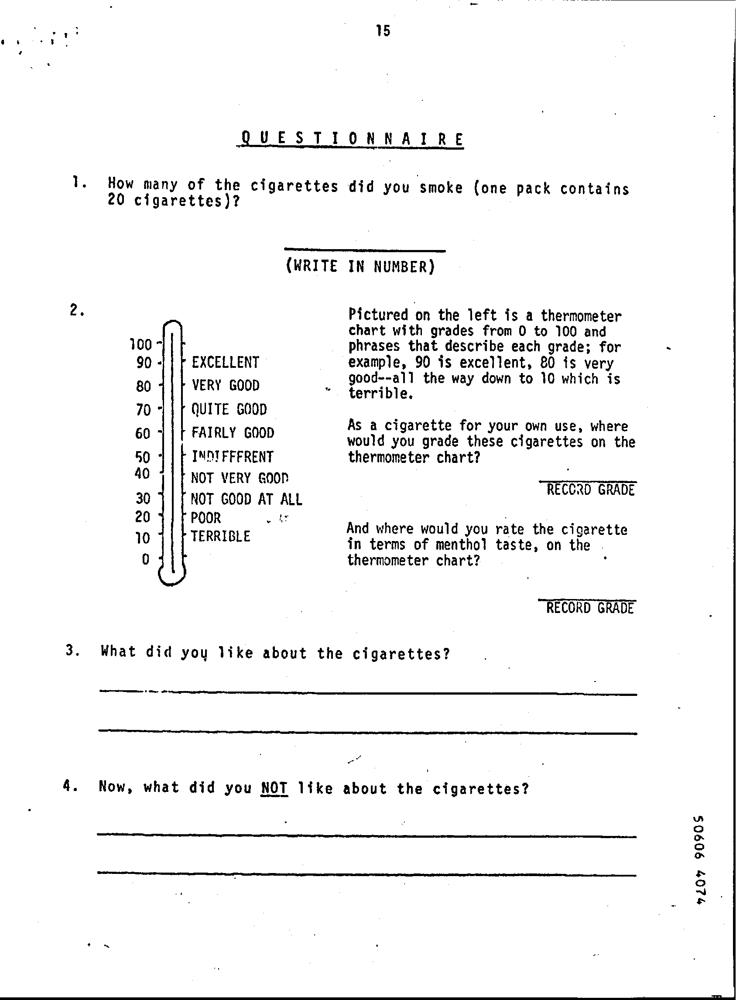 15
QUESTIONNAIRE
1. How many of the cigarettes did you smoke (one pack contains
20 cigarettes)?
(WRITE IN NUMBER)
2.
100
90 EXCELLENT
80 VERY GOOD
70 QUITE GOOD
60 FAIRLY GOOD
50 INDIFFFRENT
40 NOT VERY GOOD
30 NOT GOOD AT ALL
20 POOR
10 TERRIBLE
0
Pictured on the left is a thermometer
chart with grades from 0 to 100 and
phrases that describe each grade; for
example, 90 is excellent, 80 is very
good--all the way down to 10 which is
terrible.
As a cigarette for your own use, where
would you grade these cigarettes on the
thermometer chart?
RECORD GRADE
And where would you rate the cigarette
in terms of menthol taste, on the
thermometer chart?
RECORD GRADE
3. What did you like about the cigarettes?
4. Now, what did you NOT like about the cigarettes?
50606 4074